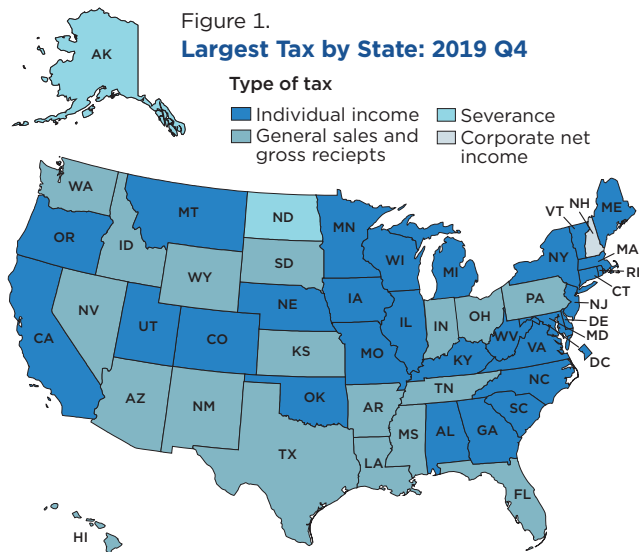 Figure 1.
Largest Tax by State: 2019 Q4
Type of tax
Individual income
General sales and
gross reciepts
Severance
Corporate net
income
AK
WA
MT
ND
MN
VT
NH
ME
OR
ID
SD
WI
MI
NY
MA
RI
CT
WY
NE
IA
PA
NJ
NV
UT
CO
IL
IN
OH
DE
MD
CA
KS
MO
KY
WV
VA
DC
AZ
NM
OK
AR
TN
NC
SC
TX
LA
MS
AL
GA
FL
HI